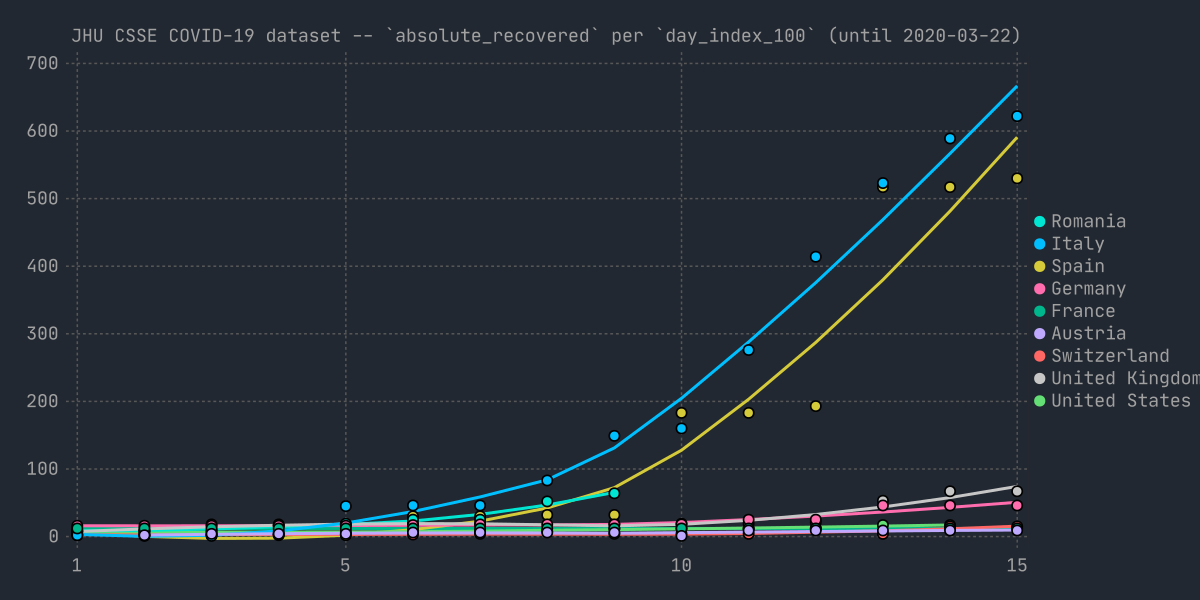 JHU CSSE COVID-19 dataset -- `absolute_recovered` per `day_index_100` (until 2020-03-22)
700
600
500
400
300
200
100
0
1 5 10 15
Romania
Italy
Spain
Germany
France
Austria
Switzerland
United Kingdom
United States